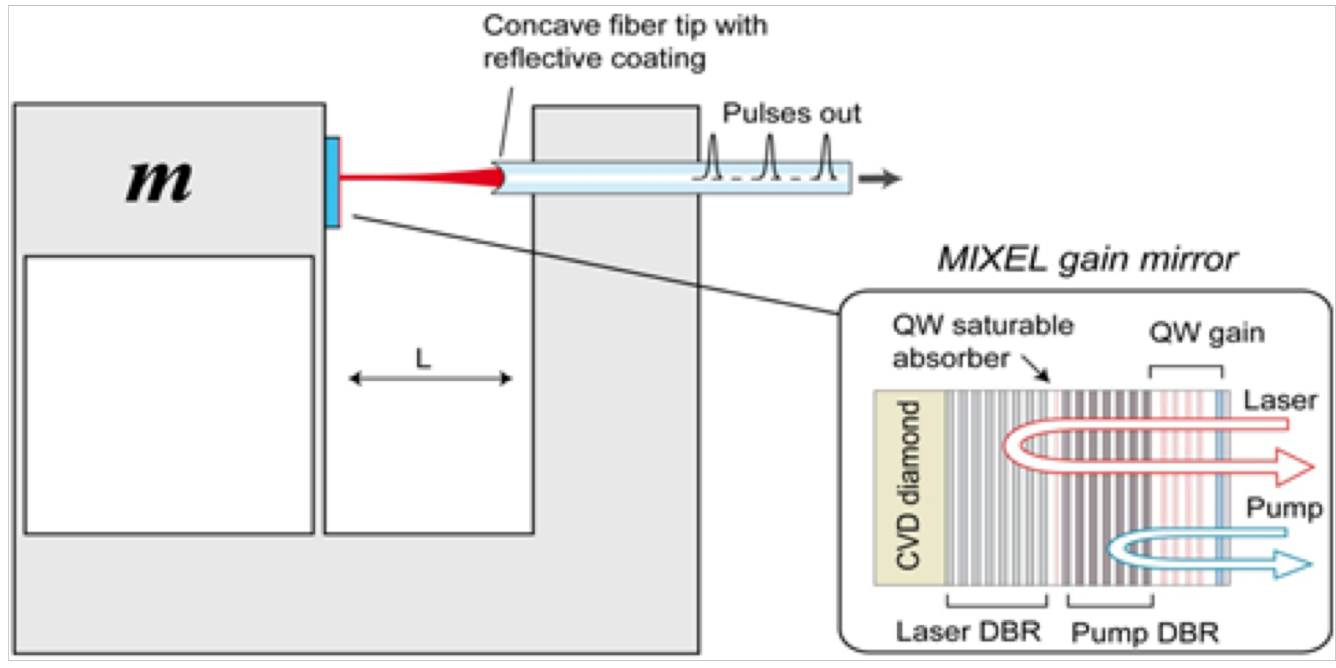 Concave fiber tip with
reflective coating
Pulses out
m
L
MIXEL gain mirror
QW saturable
absorber
QW gain
Laser
CVD diamond
Pump
Laser DBR
Pump DBR